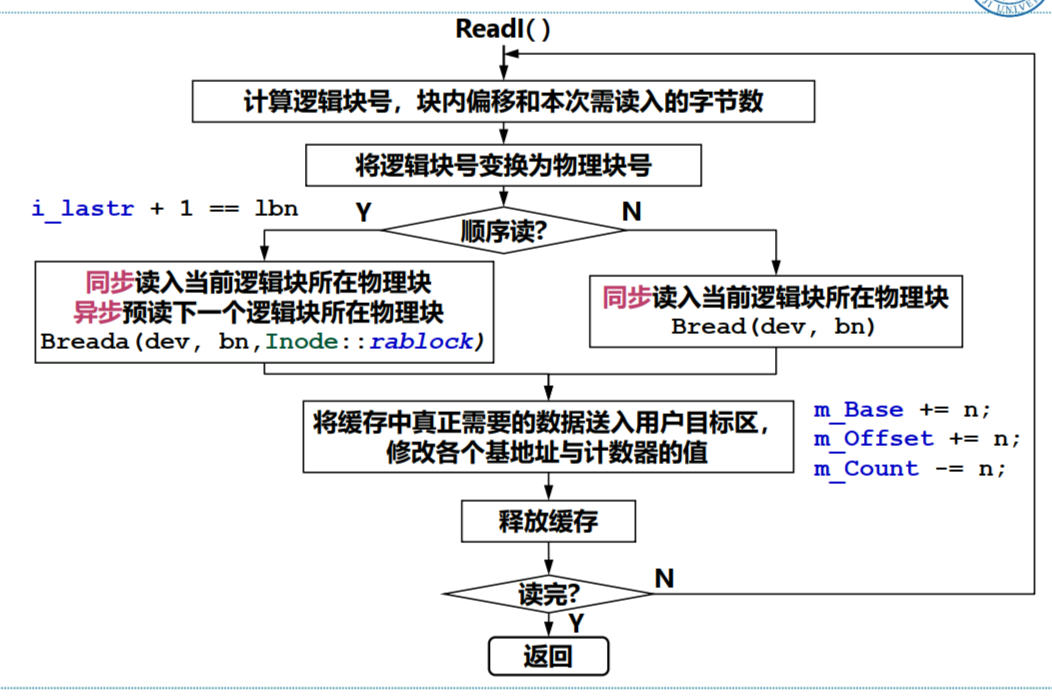 JI UNIVE
ReadI( )
计算逻辑块号，块内偏移和本次需读入的字节数
将逻辑块号变换为物理块号
i_lastr + 1 == lbn
Y
顺序读?
N
同步读入当前逻辑块所在物理块
异步预读下一个逻辑块所在物理块
Breada(dev, bn,Inode::rablock)
同步读入当前逻辑块所在物理块
Bread(dev, bn)
将缓存中真正需要的数据送入用户目标区，
修改各个基地址与计数器的值
m_Base += n;
m_Offset += n;
m_Count -= n;
释放缓存
读完?
N
Y
返回